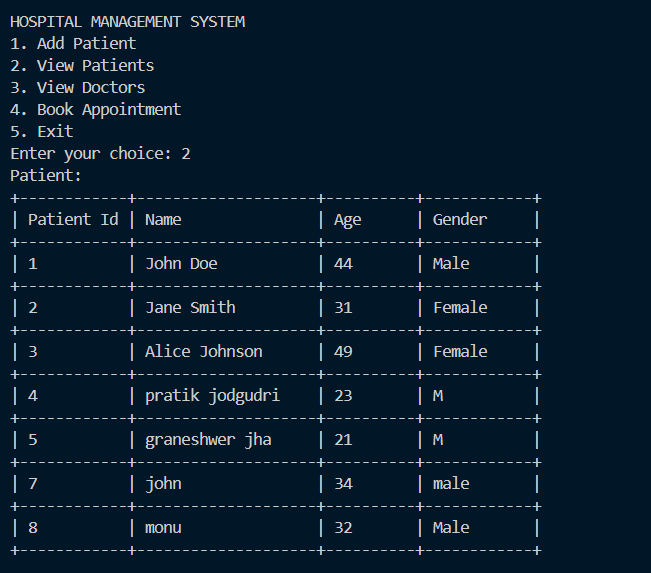 HOSPITAL MANAGEMENT SYSTEM
1. Add Patient
2. View Patients
3. View Doctors
4. Book Appointment
5. Exit
Enter your choice: 2
Patient:
+------------+--------------------+----------+------------+
| Patient Id | Name               | Age      | Gender     |
+------------+--------------------+----------+------------+
| 1          | John Doe           | 44       | Male       |
+------------+--------------------+----------+------------+
| 2          | Jane Smith         | 31       | Female     |
+------------+--------------------+----------+------------+
| 3          | Alice Johnson      | 49       | Female     |
+------------+--------------------+----------+------------+
| 4          | pratik jodgudri    | 23       | M          |
+------------+--------------------+----------+------------+
| 5          | graneshwer jha     | 21       | M          |
+------------+--------------------+----------+------------+
| 7          | john               | 34       | male       |
+------------+--------------------+----------+------------+
| 8          | monu               | 32       | Male       |
+------------+--------------------+----------+------------+